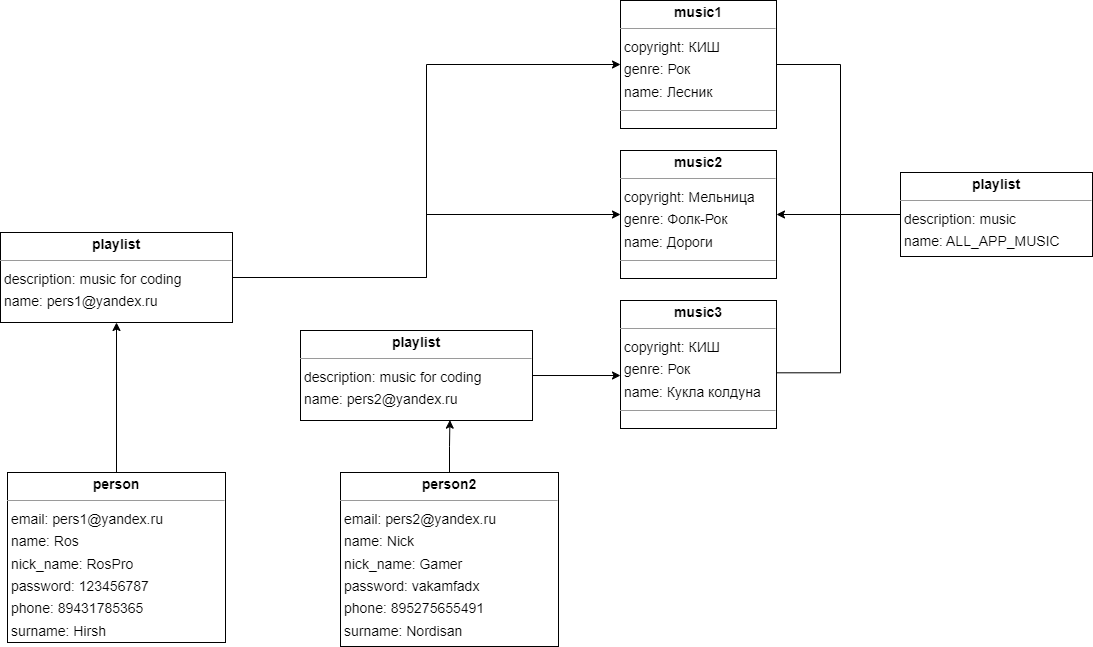 music1
copyright: КИШ
genre: Рок
name: Лесник
music2
copyright: Мельница
genre: Фолк-Рок
name: Дороги
playlist
description: music
name: ALL_APP_MUSIC
playlist
description: music for coding
name: pers1@yandex.ru
music3
copyright: КИШ
genre: Рок
name: Кукла колдуна
playlist
description: music for coding
name: pers2@yandex.ru
person
email: pers1@yandex.ru
name: Ros
nick_name: RosPro
password: 123456787
phone: 89431785365
surname: Hirsh
person2
email: pers2@yandex.ru
name: Nick
nick_name: Gamer
password: vakamfadx
phone: 895275655491
surname: Nordisan